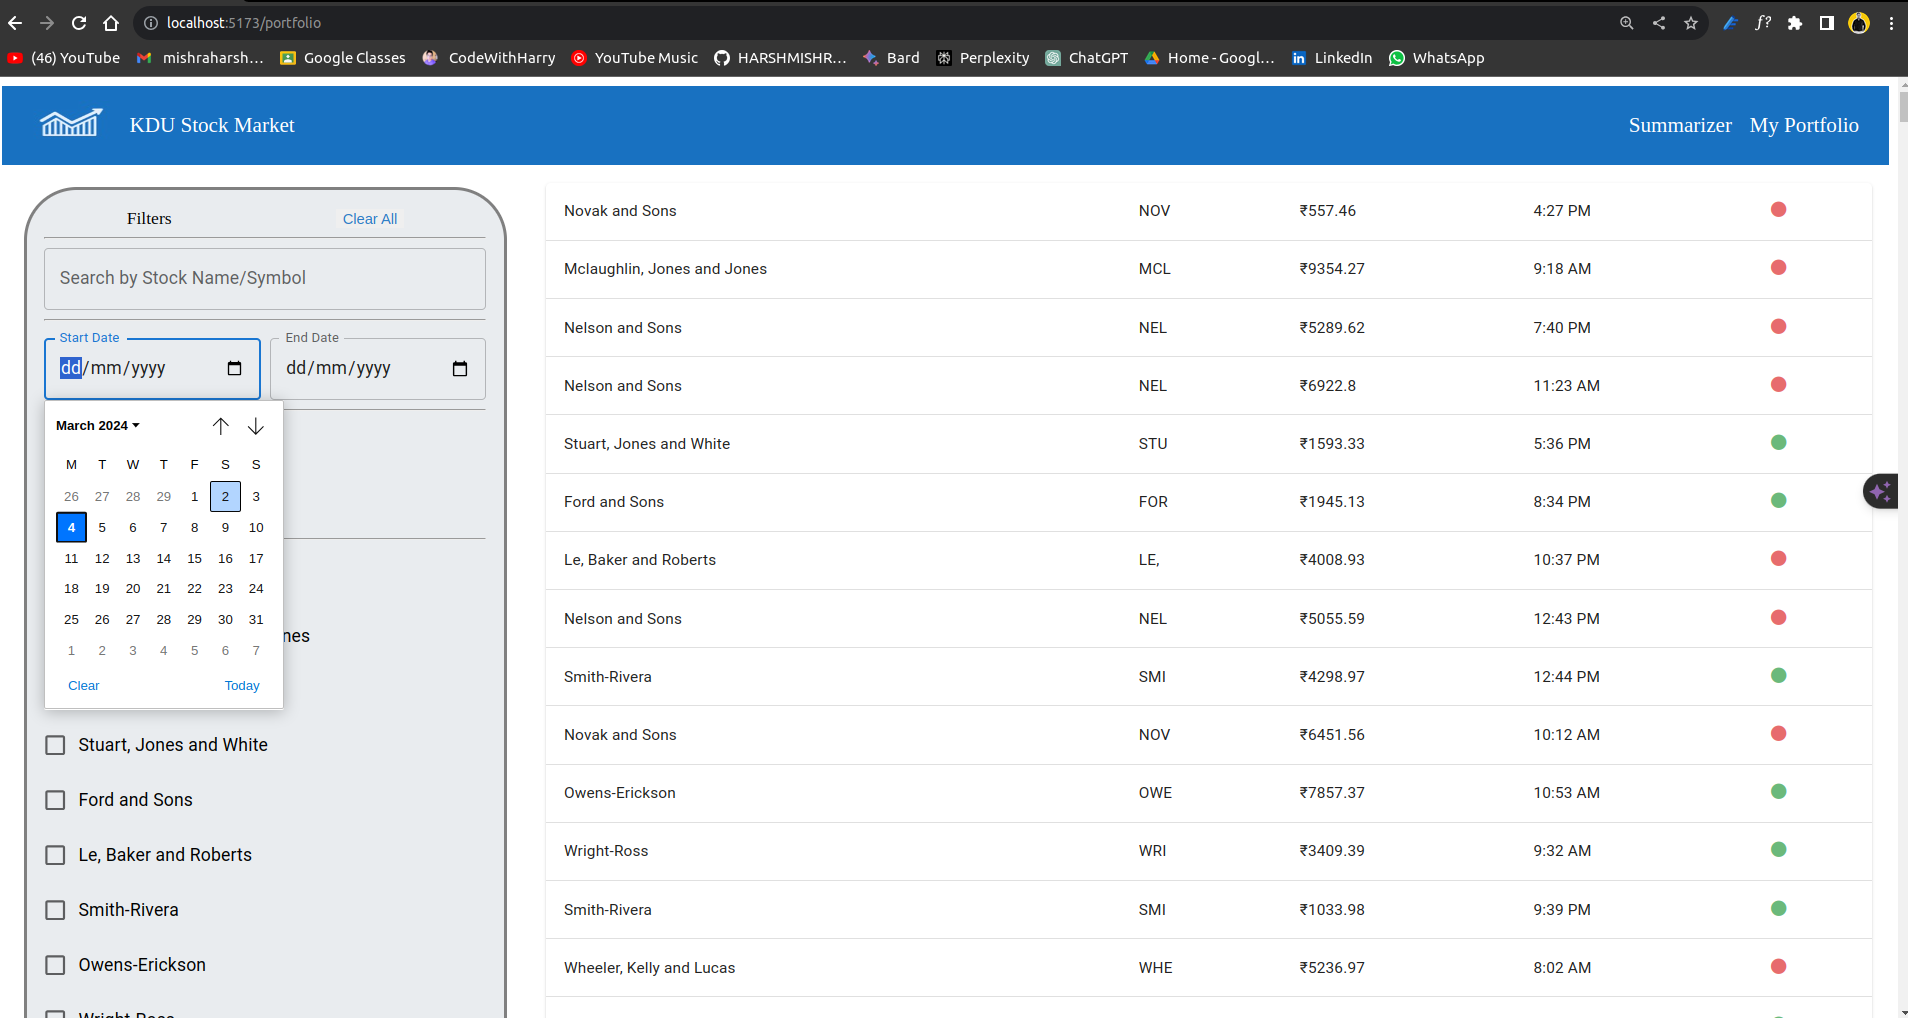 localhost:5173/portfolio
f?
(46) YouTube
mishraharsh...
Google Classes
CodeWithHarry
YouTube Music
HARSHMISHR...
Bard
Perplexity
ChatGPT
Home - Googl...
LinkedIn
WhatsApp
KDU Stock Market
Summarizer
My Portfolio
Filters
Clear All
Search by Stock Name/Symbol
Start Date
End Date
dd/mm/yyyy
dd/mm/yyyy
March 2024
M T W T F S S
26 27 28 29 1 2 3
4 5 6 7 8 9 10
11 12 13 14 15 16 17
18 19 20 21 22 23 24
25 26 27 28 29 30 31
1 2 3 4 5 6 7
Clear Today
nes
Stuart, Jones and White
Ford and Sons
Le, Baker and Roberts
Smith-Rivera
Owens-Erickson
Wright-Ross
Novak and Sons NOV ₹557.46 4:27 PM
Mclaughlin, Jones and Jones MCL ₹9354.27 9:18 AM
Nelson and Sons NEL ₹5289.62 7:40 PM
Nelson and Sons NEL ₹6922.8 11:23 AM
Stuart, Jones and White STU ₹1593.33 5:36 PM
Ford and Sons FOR ₹1945.13 8:34 PM
Le, Baker and Roberts LE, ₹4008.93 10:37 PM
Nelson and Sons NEL ₹5055.59 12:43 PM
Smith-Rivera SMI ₹4298.97 12:44 PM
Novak and Sons NOV ₹6451.56 10:12 AM
Owens-Erickson OWE ₹7857.37 10:53 AM
Wright-Ross WRI ₹3409.39 9:32 AM
Smith-Rivera SMI ₹1033.98 9:39 PM
Wheeler, Kelly and Lucas WHE ₹5236.97 8:02 AM